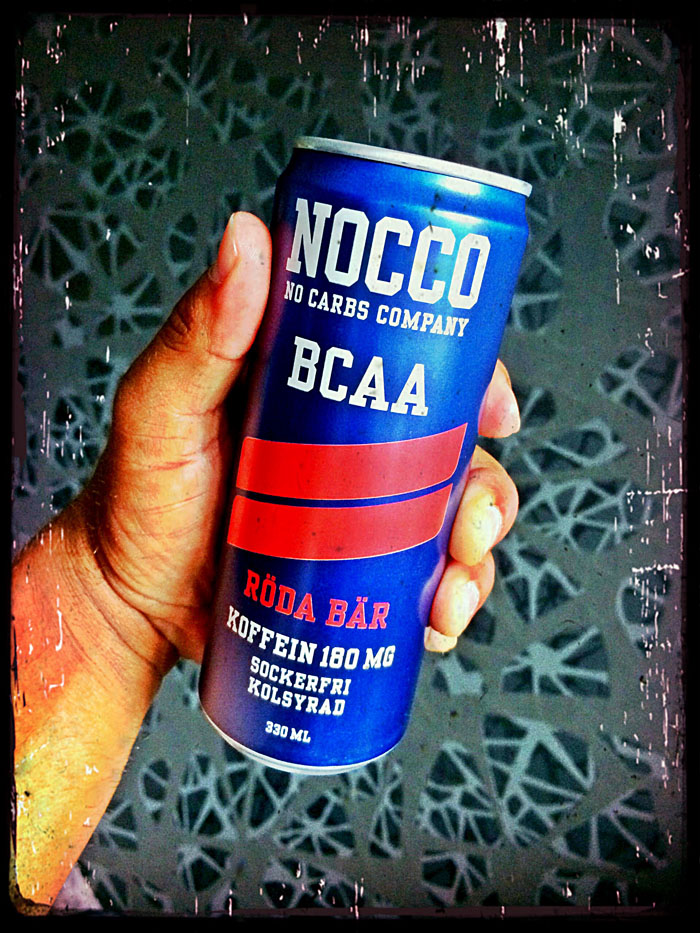 NOCCO
NO CARBS COMPANY
BCAA
RÖDA BÄR
KOFFEIN 180 MG
SOCKERFRI
KOLSYRAD
330 ML